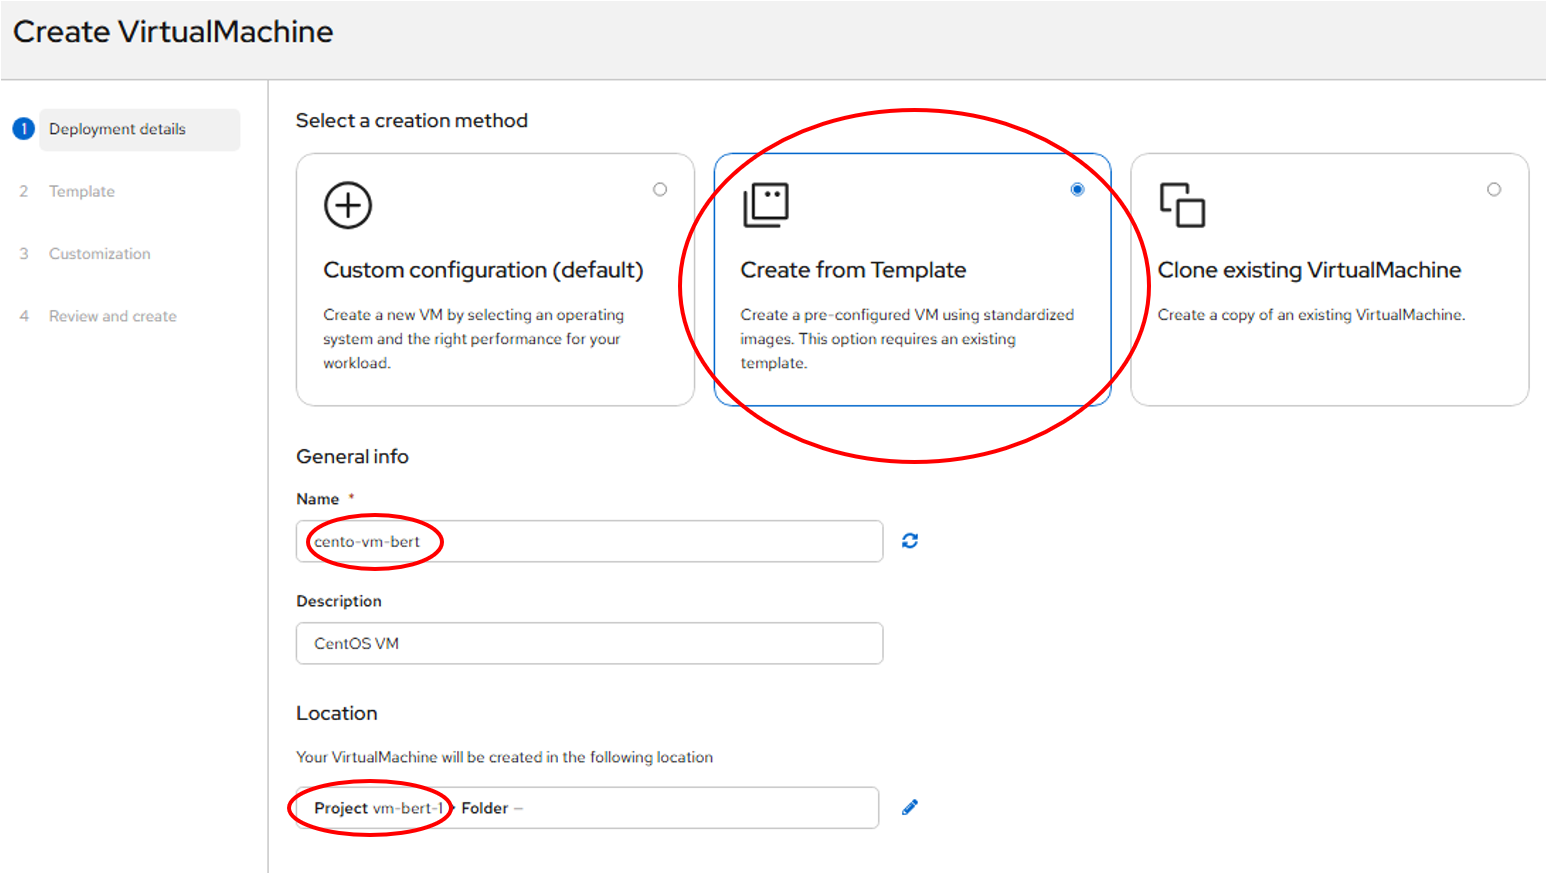 Create VirtualMachine
1 Deployment details
2 Template
3 Customization
4 Review and create
Select a creation method
Custom configuration (default)
Create a new VM by selecting an operating
system and the right performance for your
workload.
Create from Template
Create a pre-configured VM using standardized
images. This option requires an existing
template.
Clone existing VirtualMachine
Create a copy of an existing VirtualMachine.
General info
Name *
cento-vm-bert
Description
CentOS VM
Location
Your VirtualMachine will be created in the following location
Project vm-bert-1 • Folder –